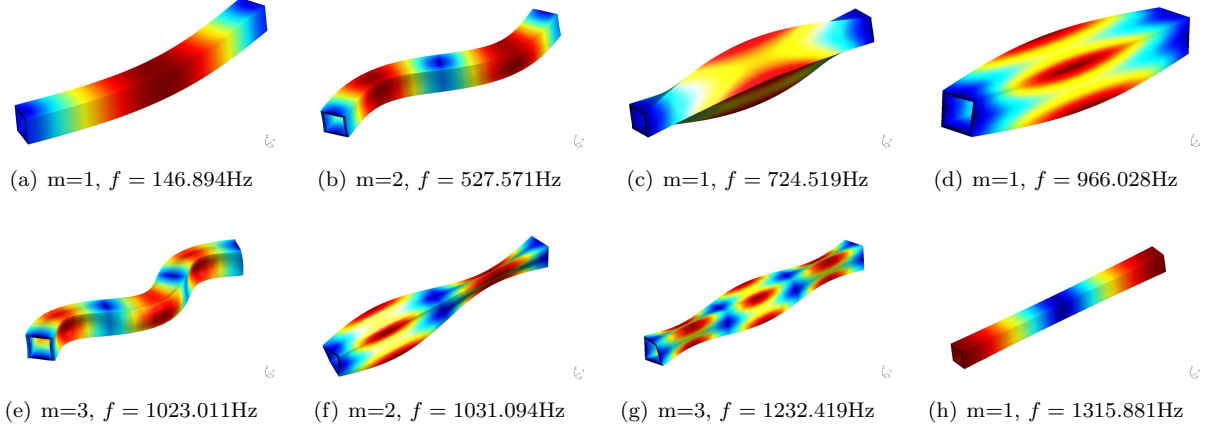 (a) m=1, f = 146.894Hz
(b) m=2, f = 527.571Hz
(c) m=1, f = 724.519Hz
(d) m=1, f = 966.028Hz
(e) m=3, f = 1023.011Hz
(f) m=2, f = 1031.094Hz
(g) m=3, f = 1232.419Hz
(h) m=1, f = 1315.881Hz